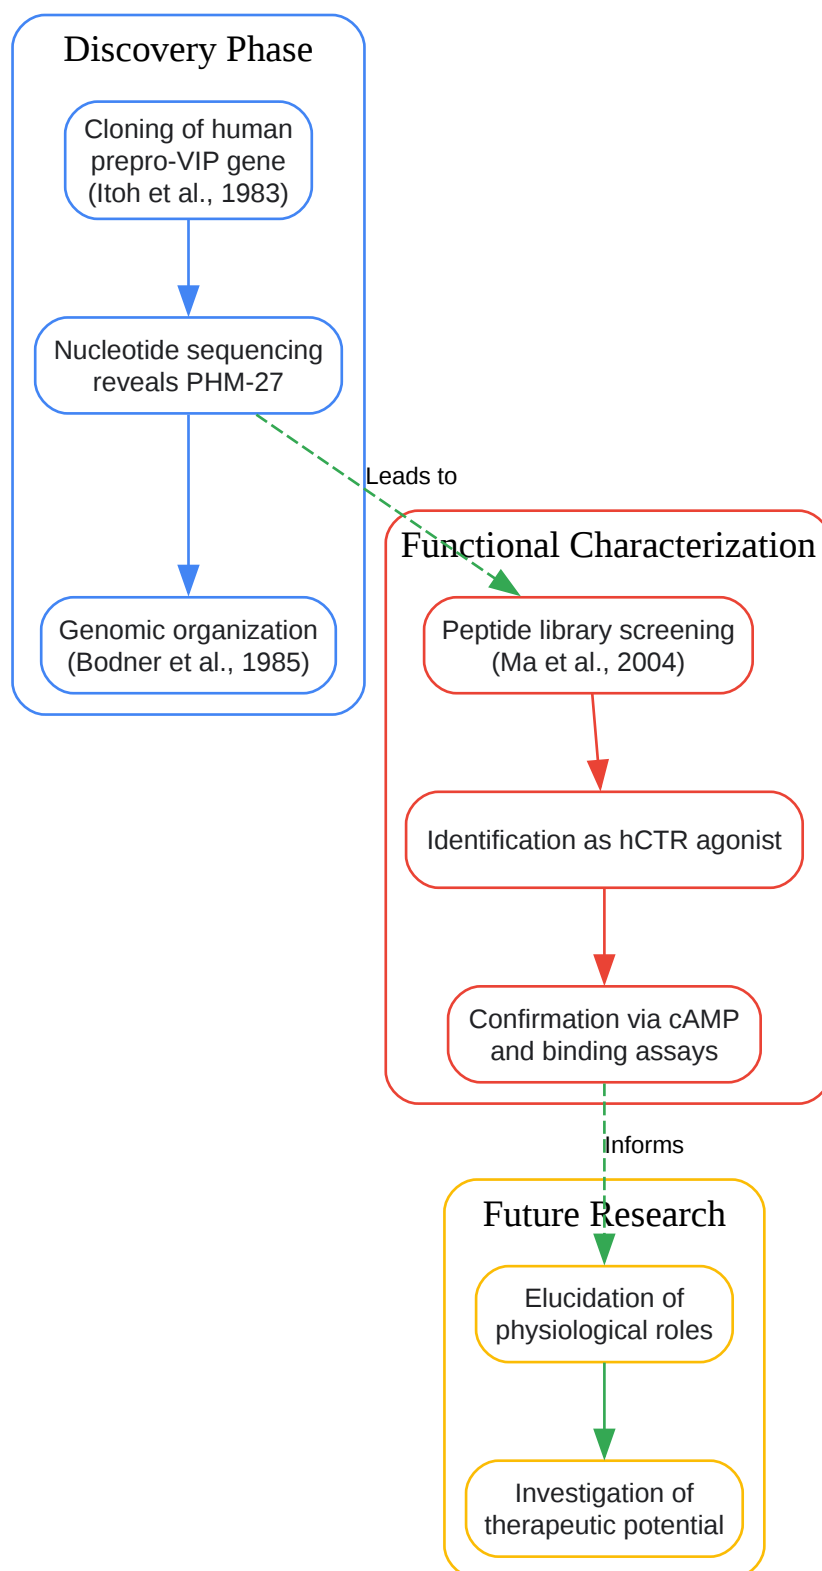 Discovery Phase
Cloning of human
prepro-VIP gene
(Itoh et al., 1983)
Nucleotide sequencing
reveals PHM-27
Leads to
Genomic organization
(Bodner et al., 1985)
Functional Characterization
Peptide library screening
(Ma et al., 2004)
Identification as hCTR agonist
Confirmation via cAMP
and binding assays
Informs
Future Research
Elucidation of
physiological roles
Investigation of
therapeutic potential